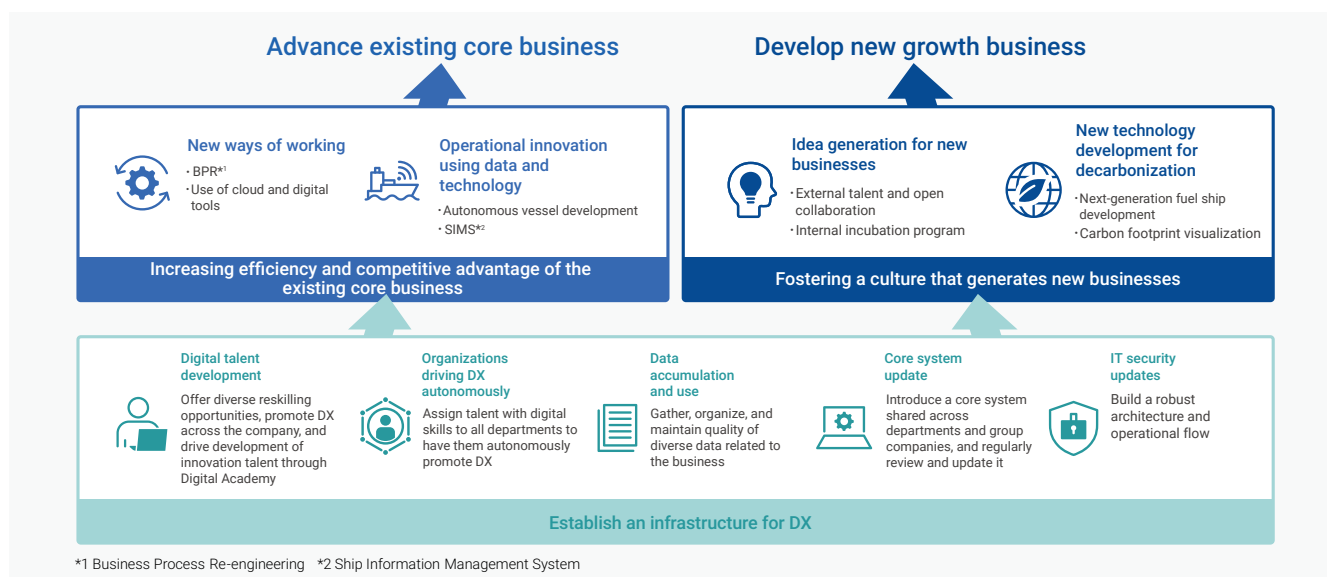 Advance existing core business
Develop new growth business
New ways of working
・BPR*1
・Use of cloud and digital
tools
Operational innovation
using data and
technology
・Autonomous vessel development
・SIMS*2
Increasing efficiency and competitive advantage of the
existing core business
Idea generation for new
businesses
・External talent and open
collaboration
・Internal incubation program
New technology
development for
decarbonization
・Next-generation fuel ship
development
・Carbon footprint visualization
Fostering a culture that generates new businesses
Digital talent
development
Offer diverse reskilling
opportunities, promote DX
across the company, and
drive development of
innovation talent through
Digital Academy
Organizations
driving DX
autonomously
Assign talent with digital
skills to all departments to
have them autonomously
promote DX
Data
accumulation
and use
Gather, organize, and
maintain quality of
diverse data related to
the business
Core system
update
Introduce a core system
shared across
departments and group
companies, and regularly
review and update it
IT security
updates
Build a robust
architecture and
operational flow
Establish an infrastructure for DX
*1 Business Process Re-engineering *2 Ship Information Management System